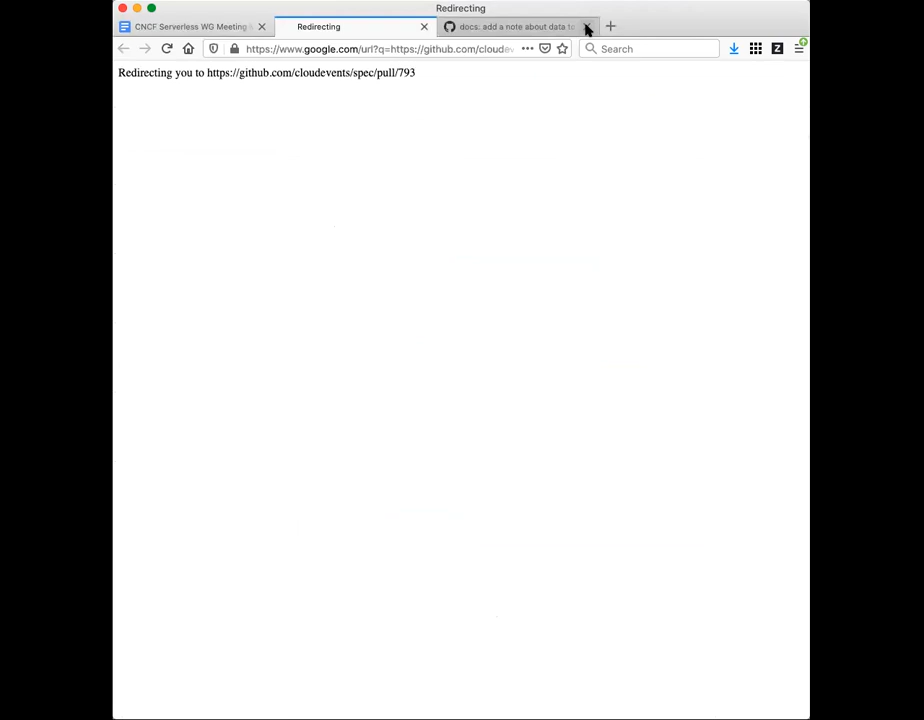 Redirecting
CNCF Serverless WG Meeting
Redirecting
docs: add a note about data to
https://www.google.com/url?q=https://github.com/cloudev
Search
Redirecting you to https://github.com/cloudevents/spec/pull/793